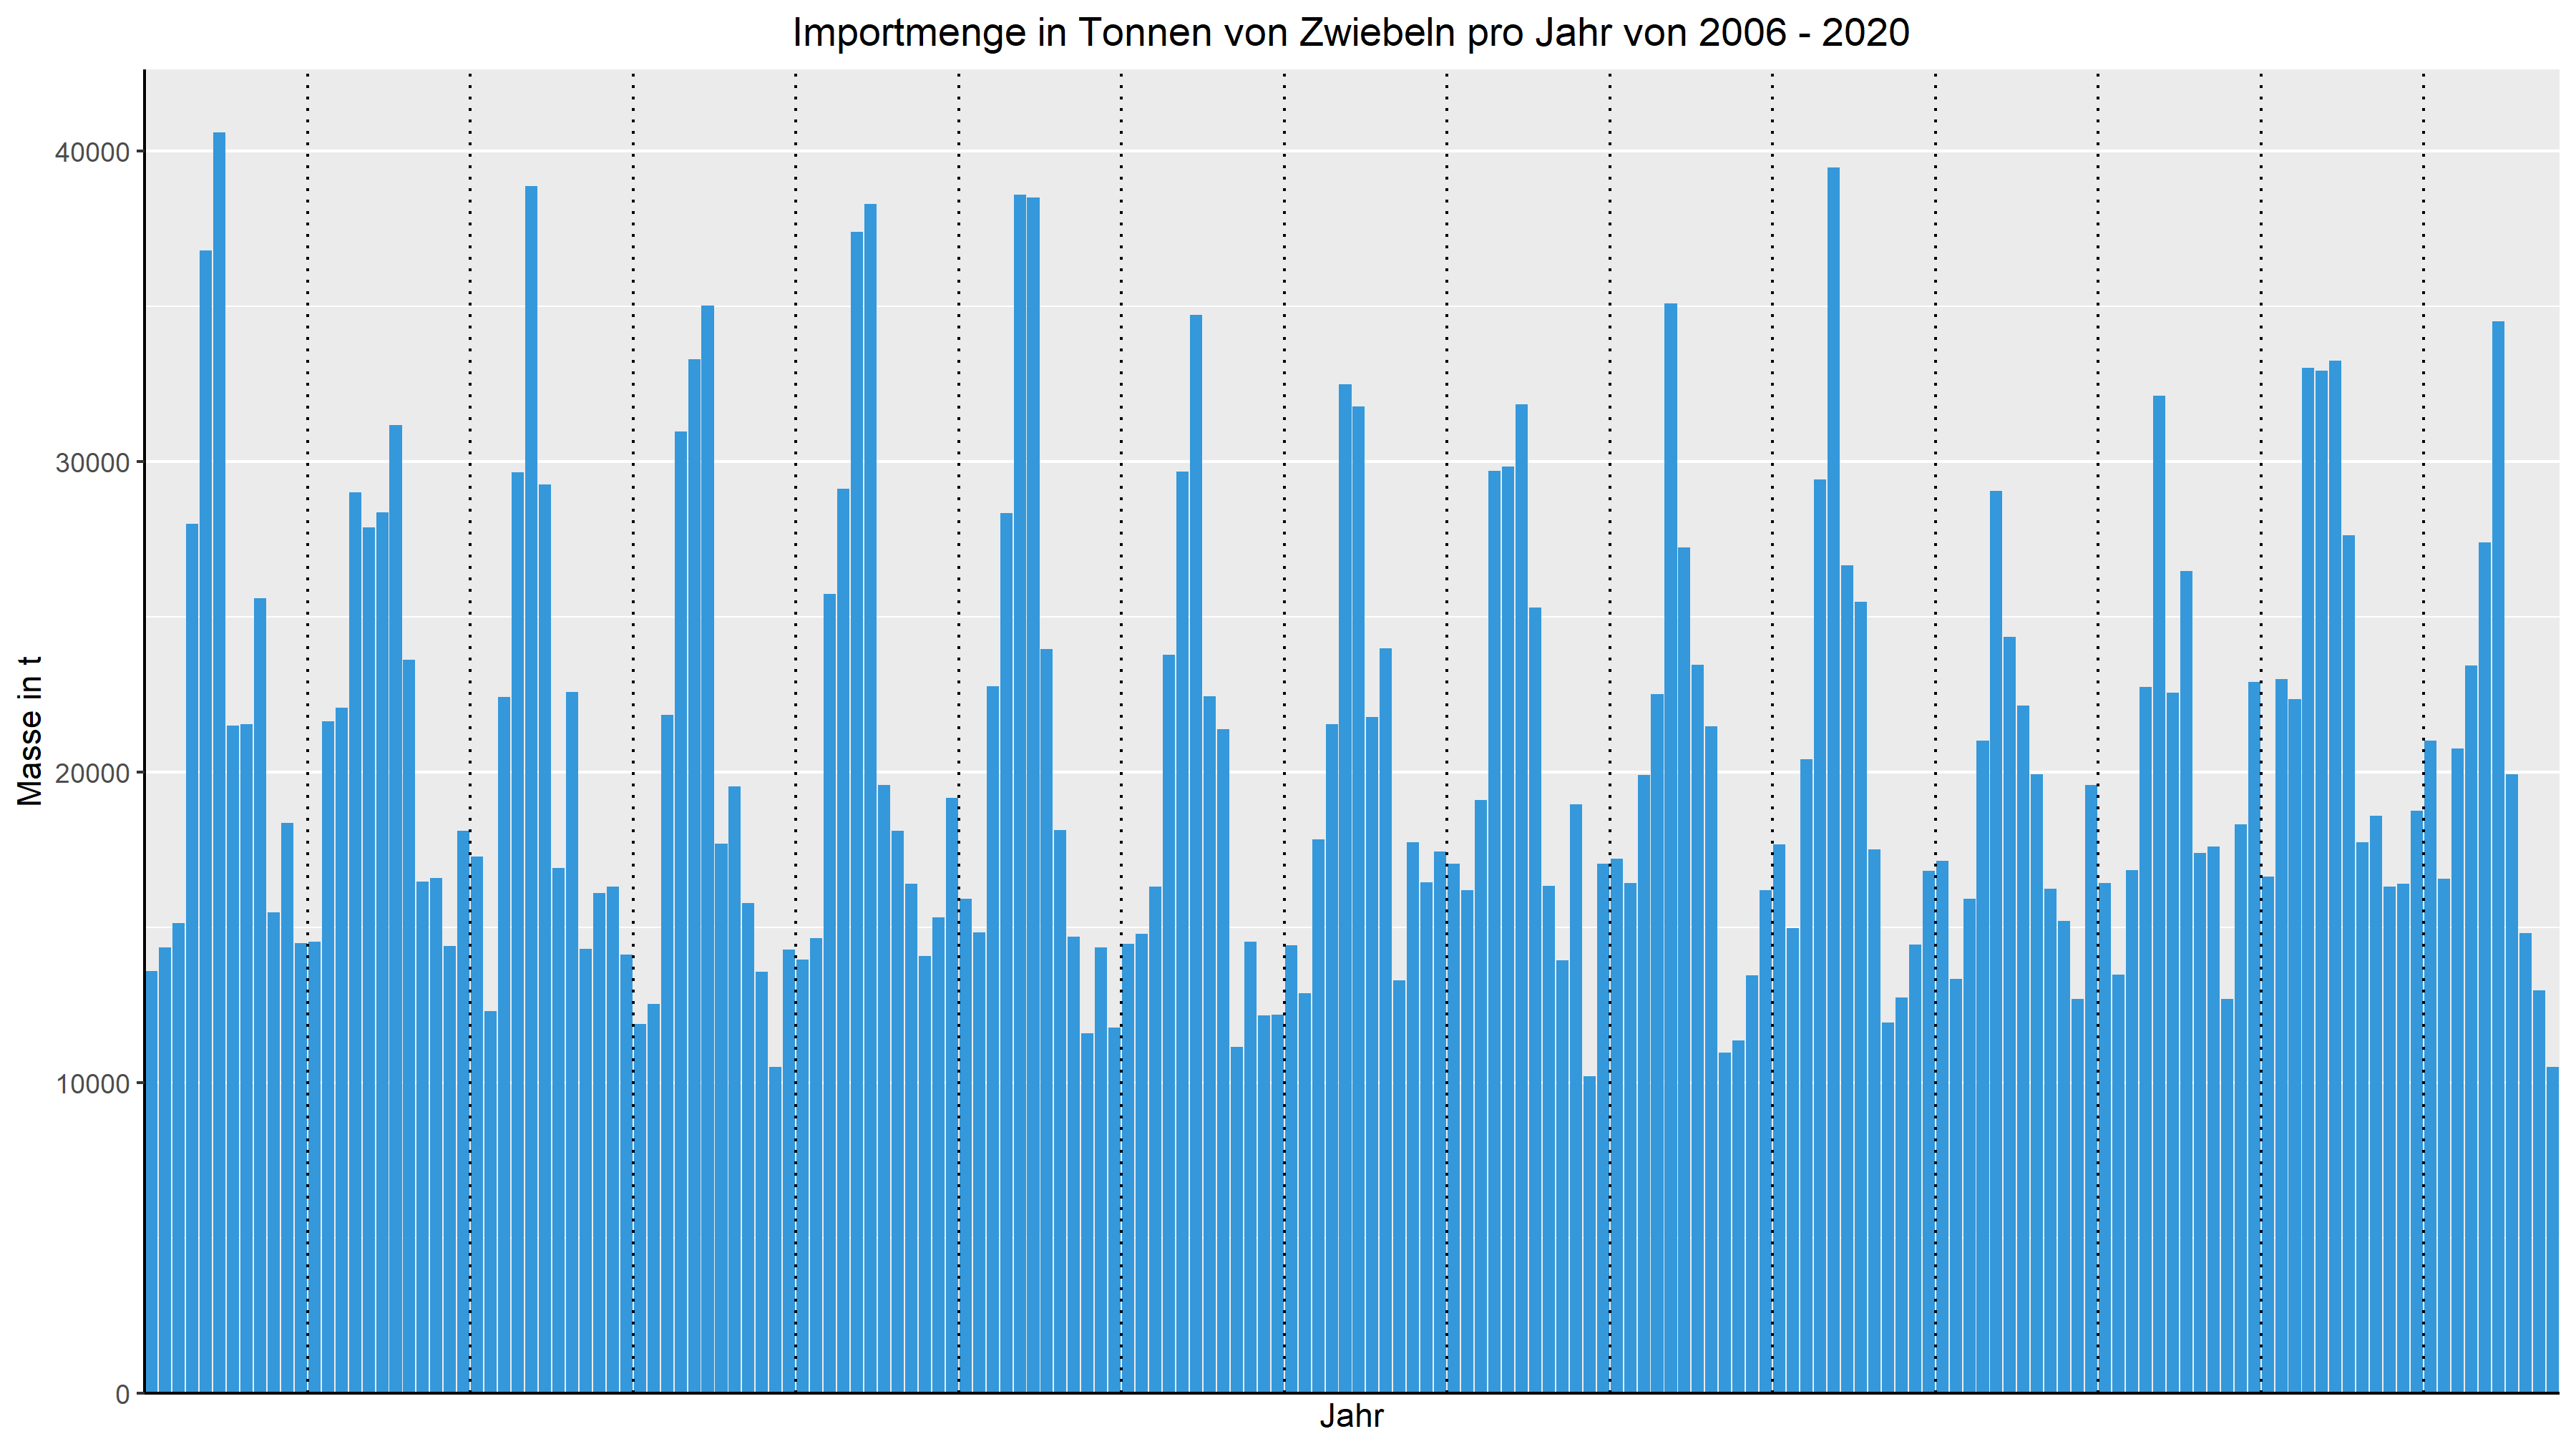 Importmenge in Tonnen von Zwiebeln pro Jahr von 2006 - 2020
40000
30000
20000
10000
0
Masse in t
Jahr